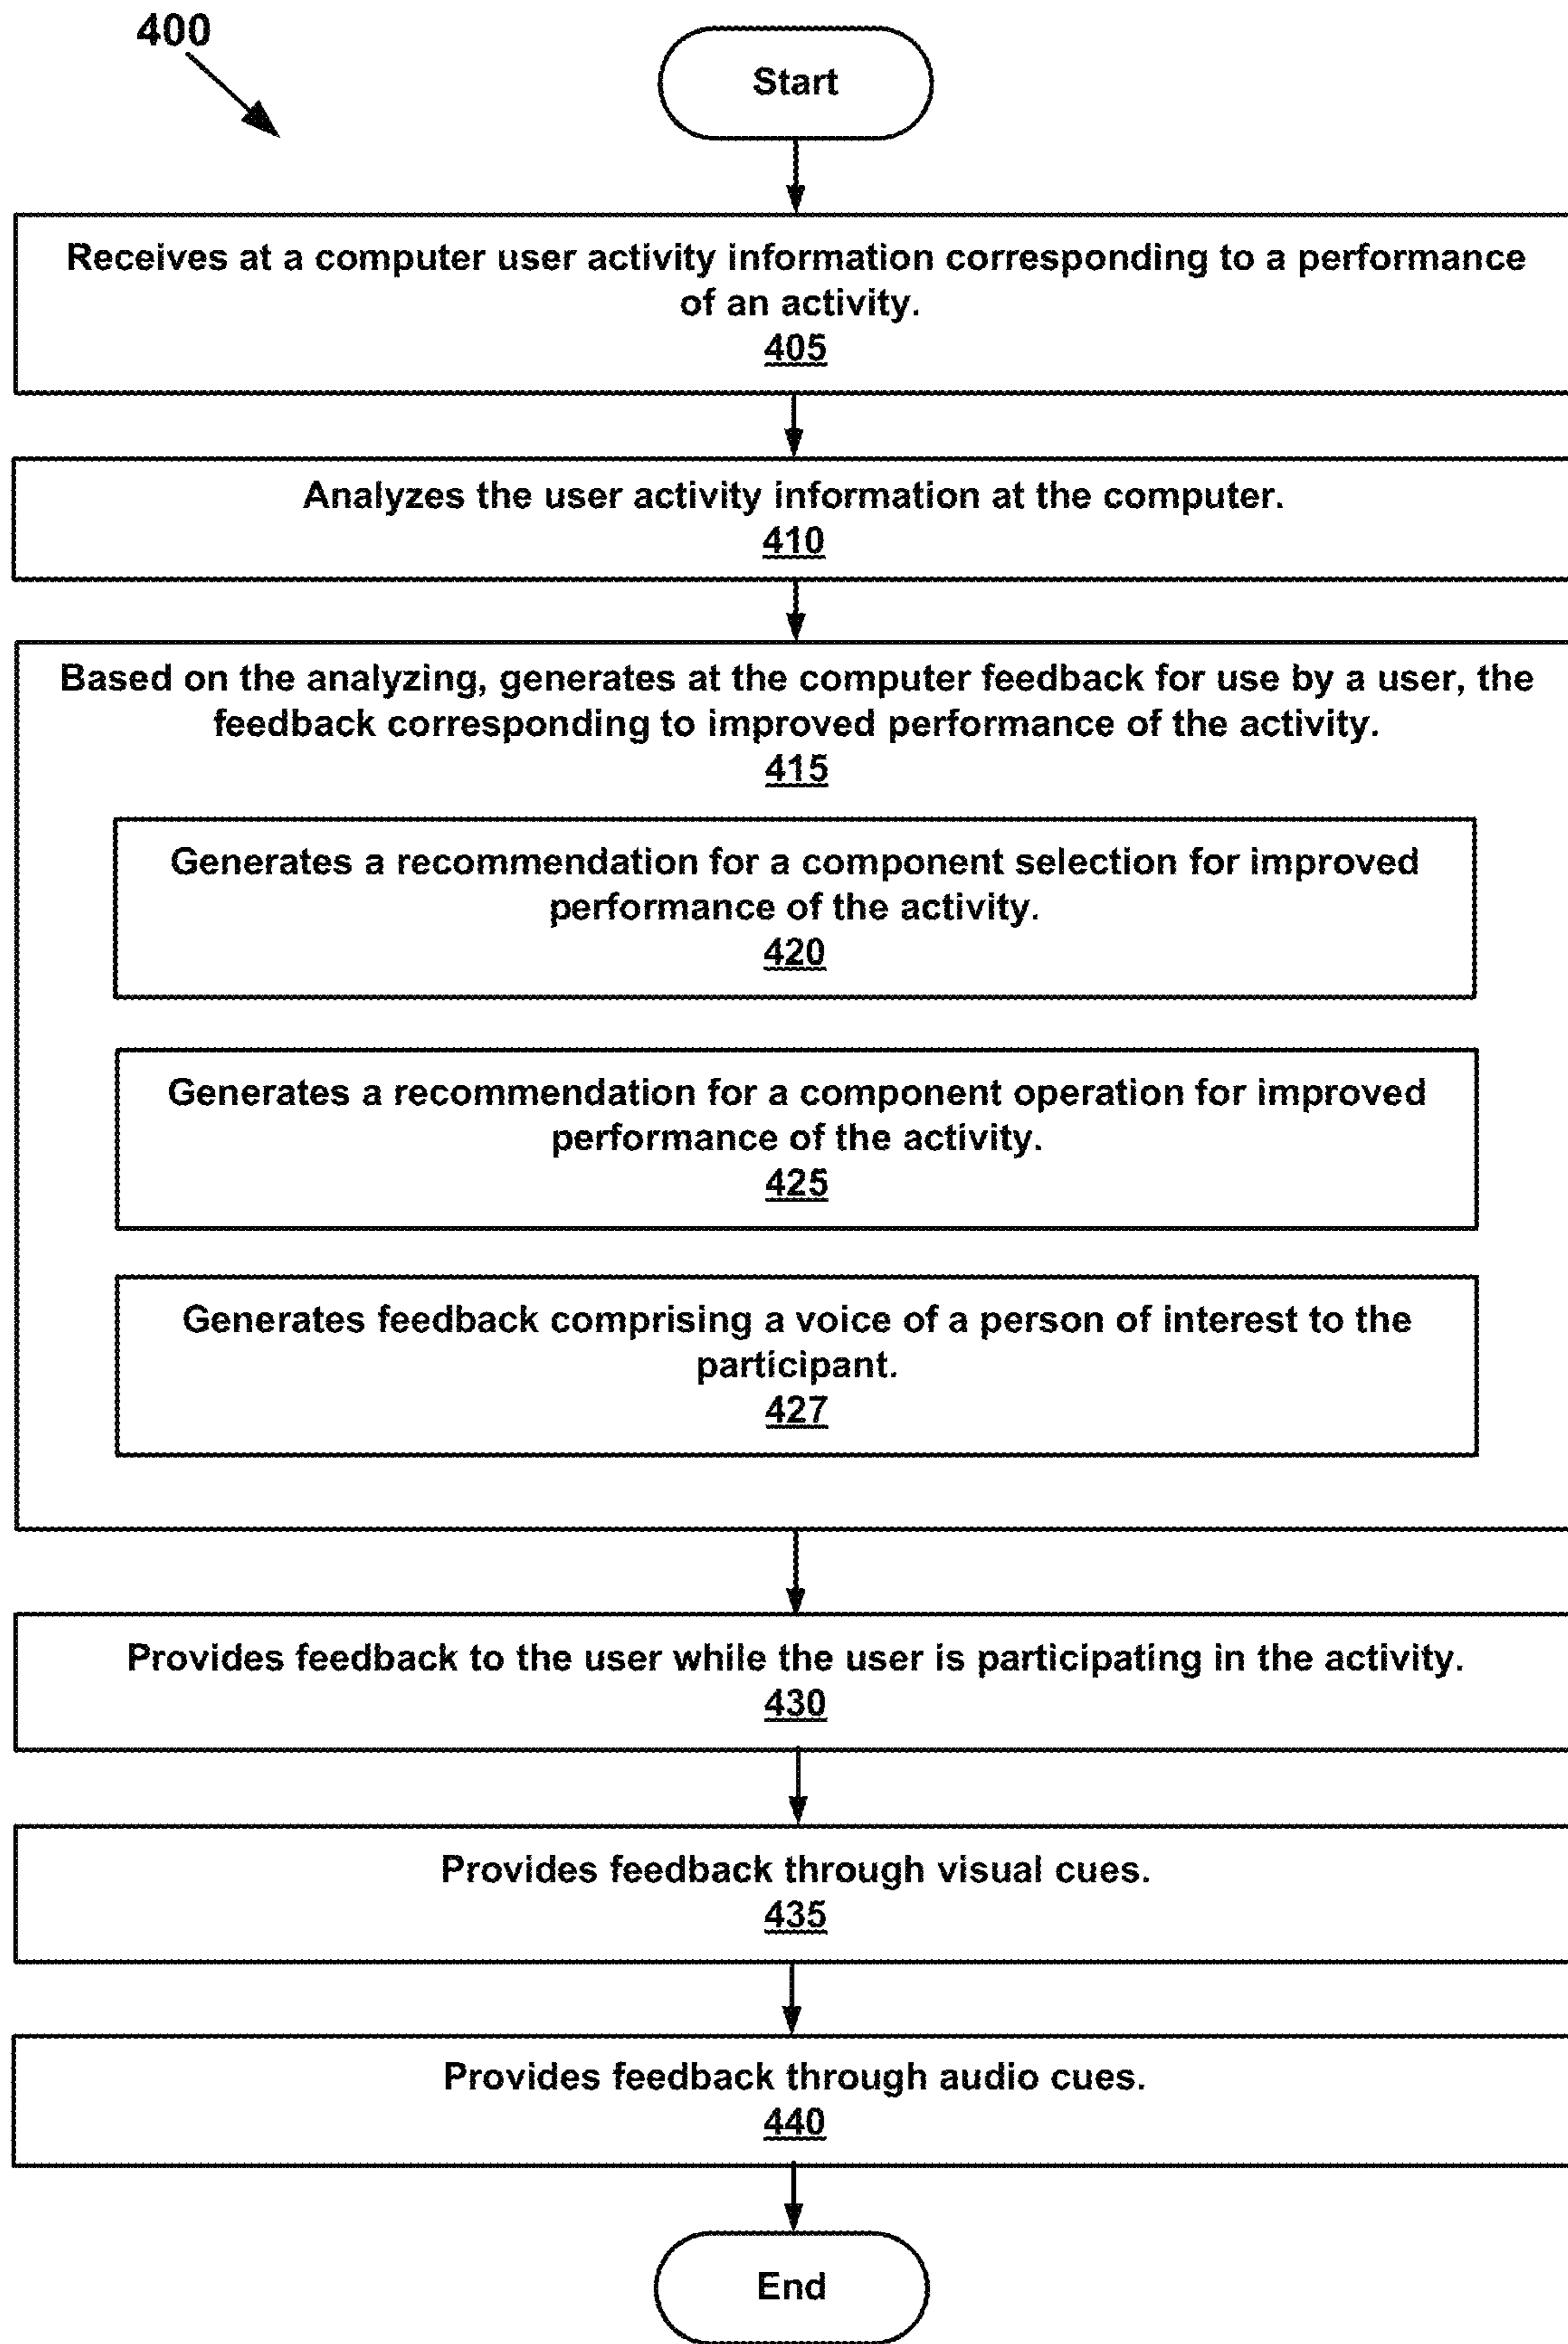 400
Start
Receives at a computer user activity information corresponding to a performance
of an activity.
405
Analyzes the user activity information at the computer.
410
Based on the analyzing, generates at the computer feedback for use by a user, the
feedback corresponding to improved performance of the activity.
415
Generates a recommendation for a component selection for improved
performance of the activity.
420
Generates a recommendation for a component operation for improved
performance of the activity.
425
Generates feedback comprising a voice of a person of interest to the
participant.
427
Provides feedback to the user while the user is participating in the activity.
430
Provides feedback through visual cues.
435
Provides feedback through audio cues.
440
End